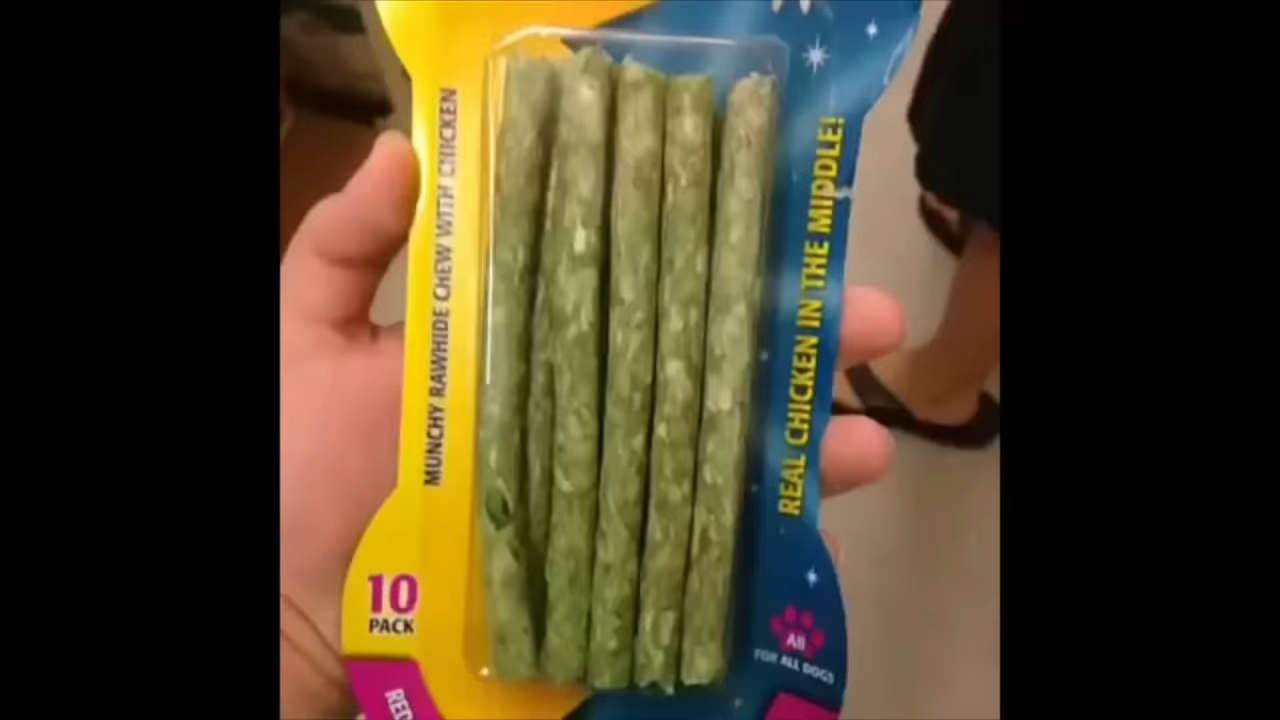 MUNCHY RAWHIDE CHEW WITH CHICKEN
REAL CHICKEN IN THE MIDDLE!
10
PACK
All
FOR ALL DOGS